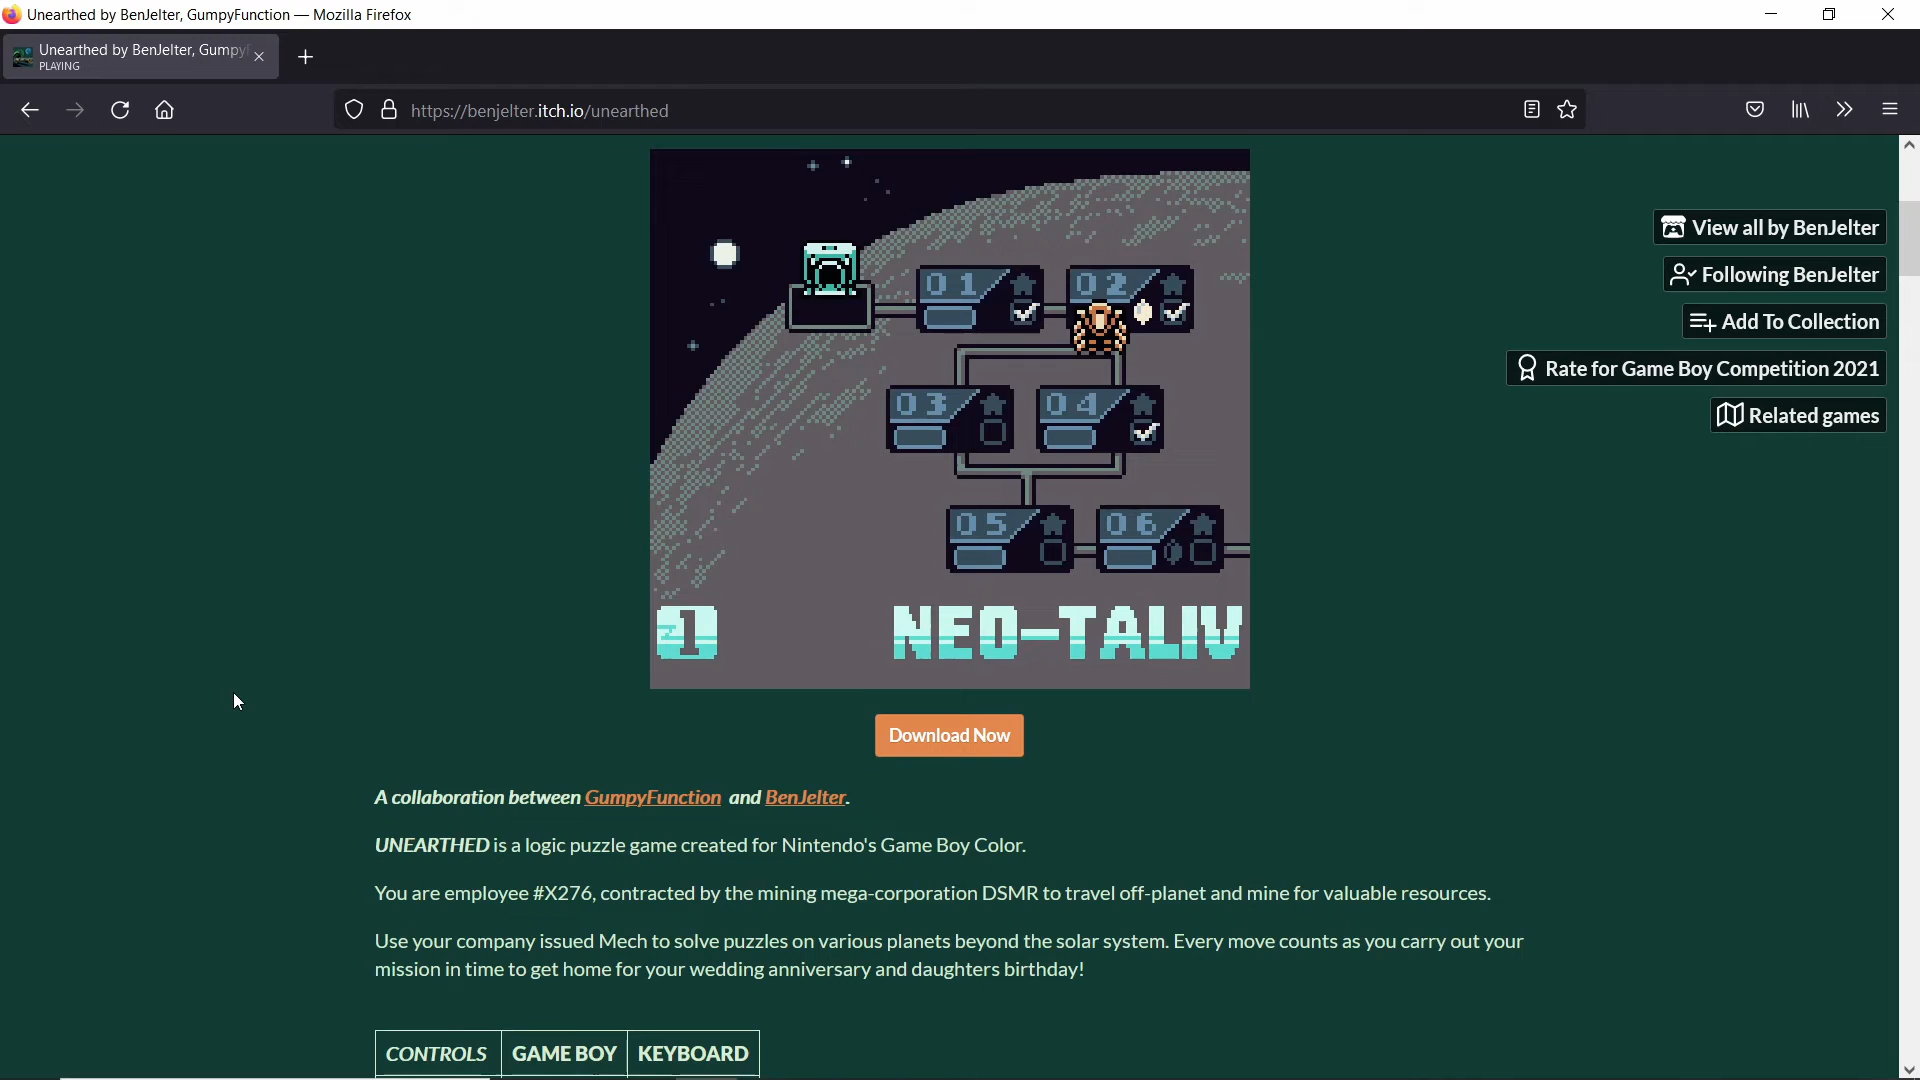 Unearthed by BenJelter, GumpyFunction — Mozilla Firefox
Unearthed by BenJelter, Gumpy
PLAYING
https://benjelter.itch.io/unearthed
View all by BenJelter
Following BenJelter
Add To Collection
Rate for Game Boy Competition 2021
Related games
01
02
03
04
05
06
1
NEO-TALIV
Download Now
A collaboration between GumpyFunction and BenJelter.
UNEARTHED is a logic puzzle game created for Nintendo's Game Boy Color.
You are employee #X276, contracted by the mining mega-corporation DSMR to travel off-planet and mine for valuable resources.
Use your company issued Mech to solve puzzles on various planets beyond the solar system. Every move counts as you carry out your
mission in time to get home for your wedding anniversary and daughters birthday!
CONTROLS GAME BOY KEYBOARD